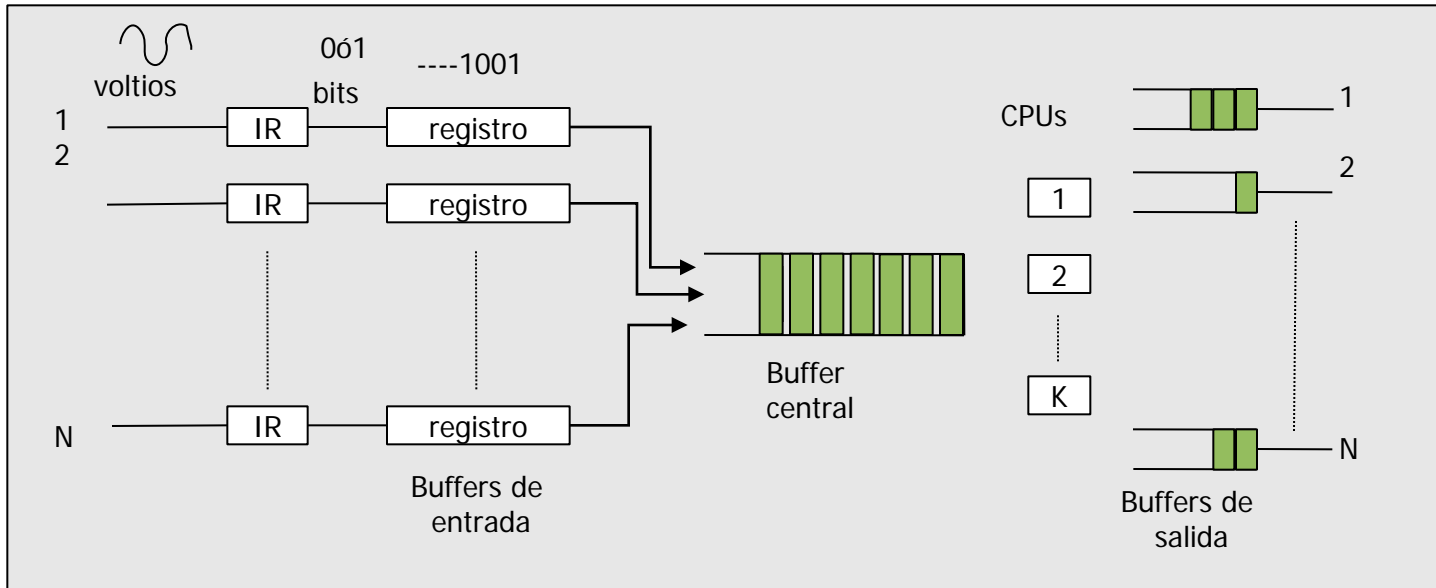 0ó1
----1001
voltios
bits
1
IR
registro
CPUs
1
2
IR
registro
1
2
2
Buffer
central
K
N
IR
registro
N
Buffers de
entrada
Buffers de
salida